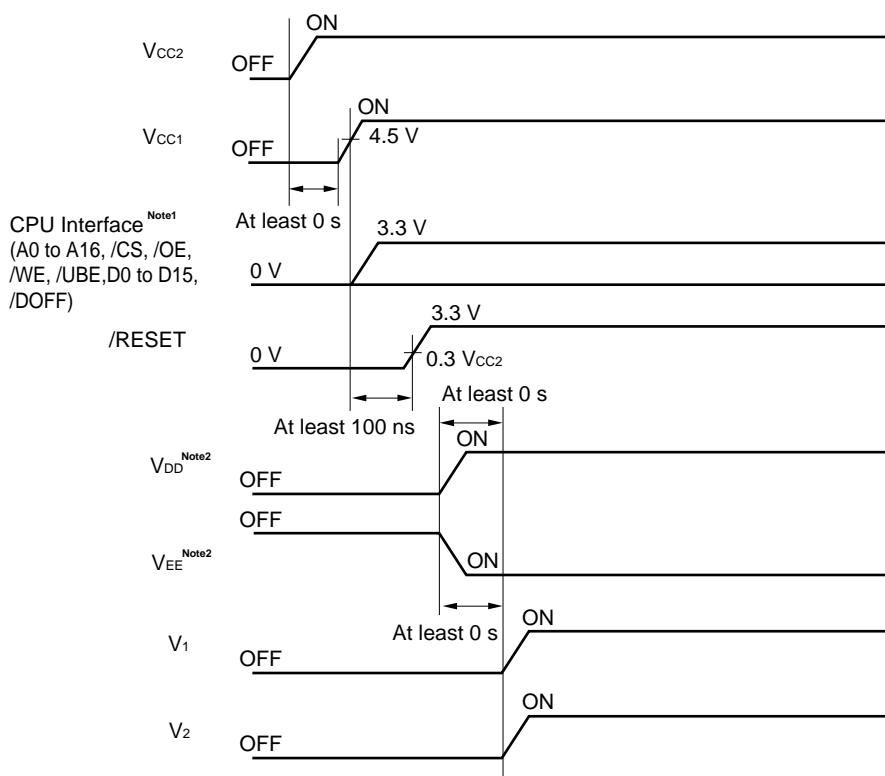 ON
VCC2
OFF
ON
VCC1
4.5 V
OFF
At least 0 s
CPU Interface Note1
(A0 to A16, /CS, /OE,
/WE, /UBE,D0 to D15,
/DOFF)
3.3 V
0 V
/RESET
3.3 V
0 V
0.3 VCC2
At least 0 s
At least 100 ns
ON
VDD Note2
OFF
OFF
VEE Note2
ON
At least 0 s
ON
V1
OFF
ON
V2
OFF